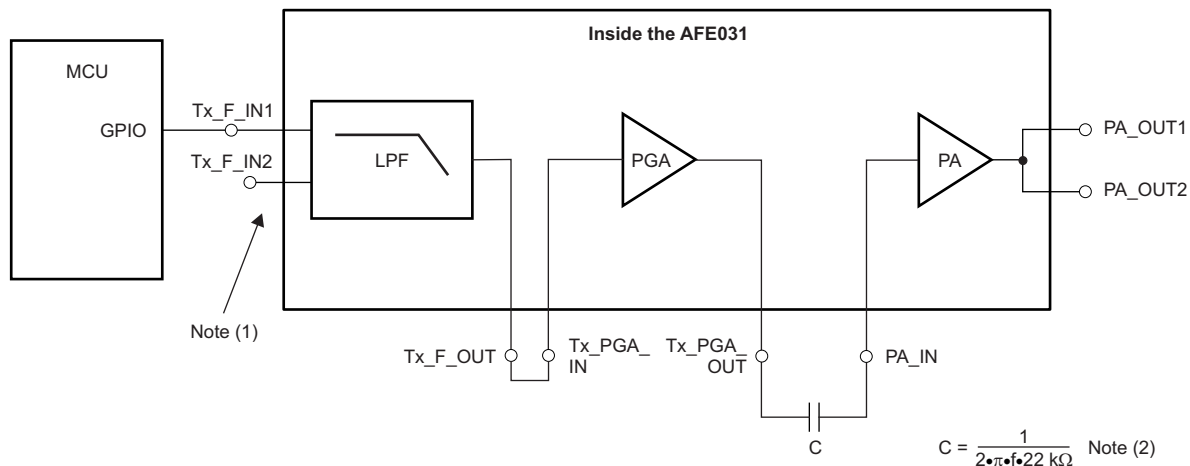 Inside the AFE031
MCU
GPIO
Tx_F_IN1
Tx_F_IN2
LPF
PGA
PA
PA_OUT1
PA_OUT2
Note (1)
Tx_F_OUT
Tx_PGA_
IN
Tx_PGA_
OUT
PA_IN
C
C = 1
2•π•f•22 kΩ
Note (2)